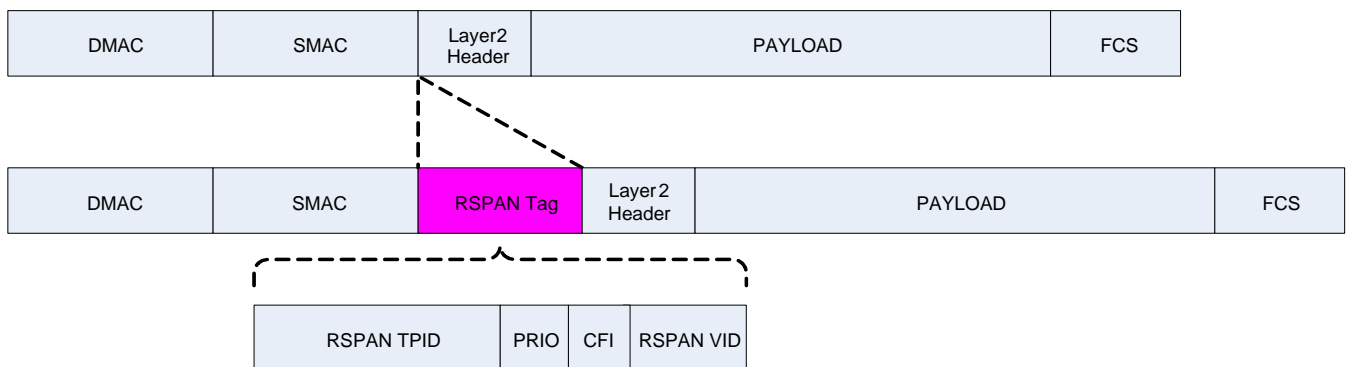 DMAC SMAC Layer2 Header PAYLOAD FCS
DMAC SMAC RSPAN Tag Layer 2 Header PAYLOAD FCS
RSPAN TPID PRIO CFI RSPAN VID